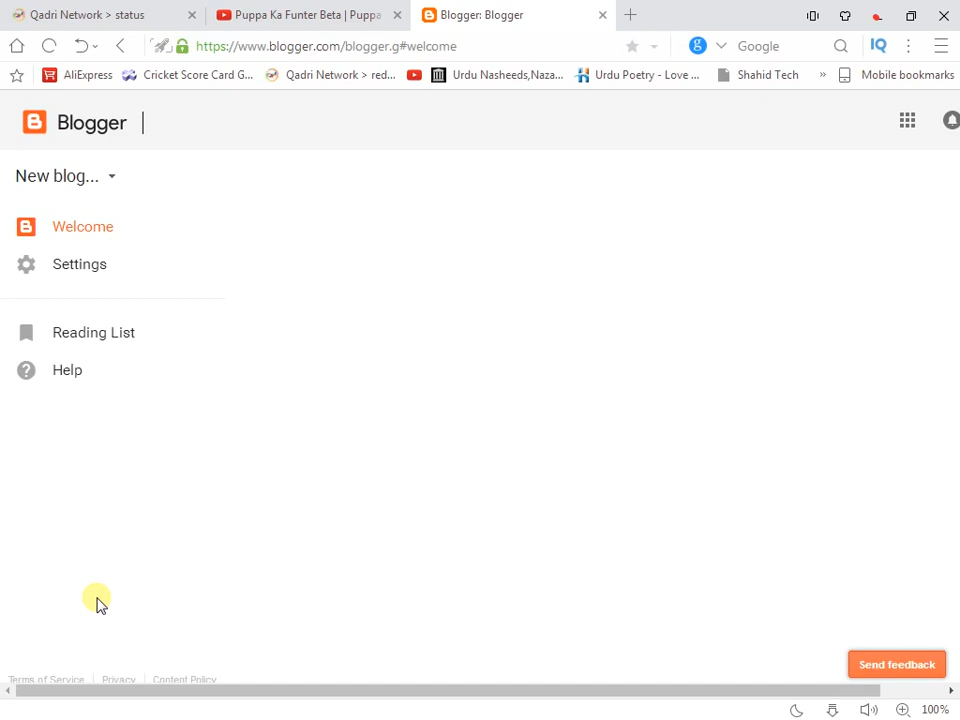 Qadri Network > status
Puppa Ka Funter Beta | Puppa
Blogger: Blogger
https://www.blogger.com/blogger.g#welcome
Google
IQ
AliExpress
Cricket Score Card G...
Qadri Network > red...
Urdu Nasheeds,Naza...
Urdu Poetry - Love ...
Shahid Tech
Mobile bookmarks
Blogger
New blog...
Welcome
Settings
Reading List
Help
Send feedback
Terms of Service
Privacy
Content Policy
100%